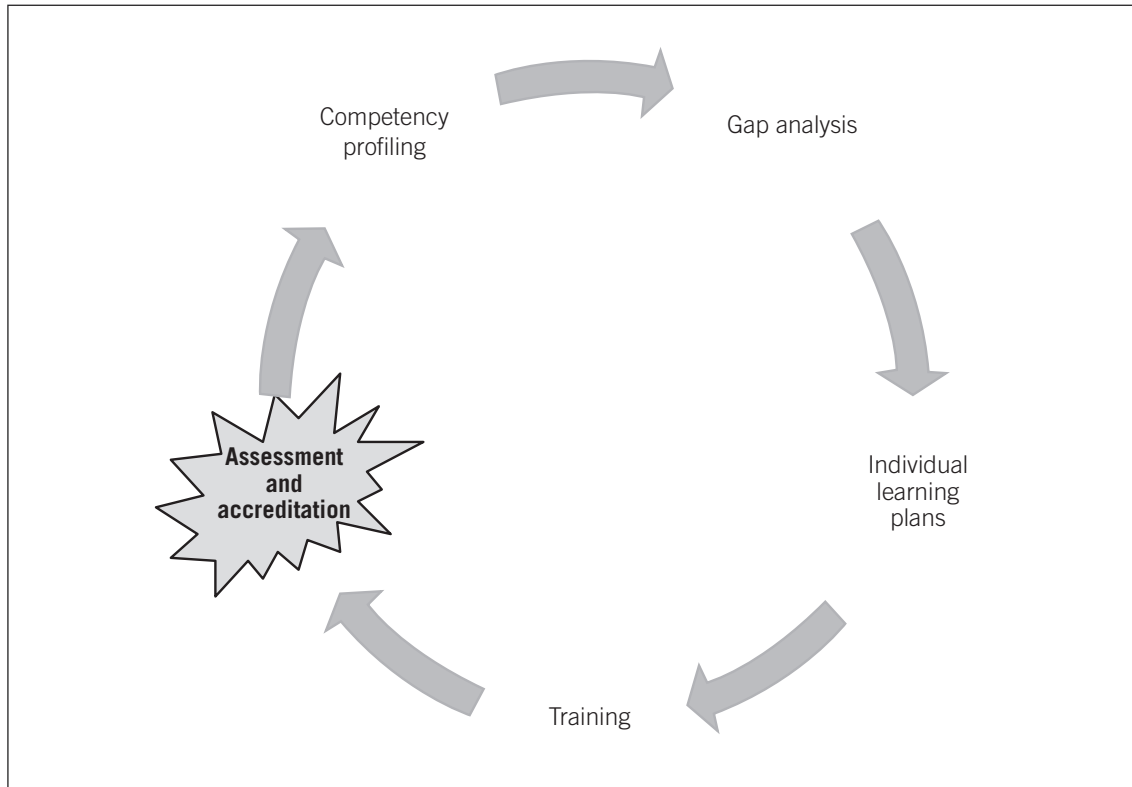 Competency
profiling
Gap analysis
Individual
learning
plans
Training
Assessment
and
accreditation